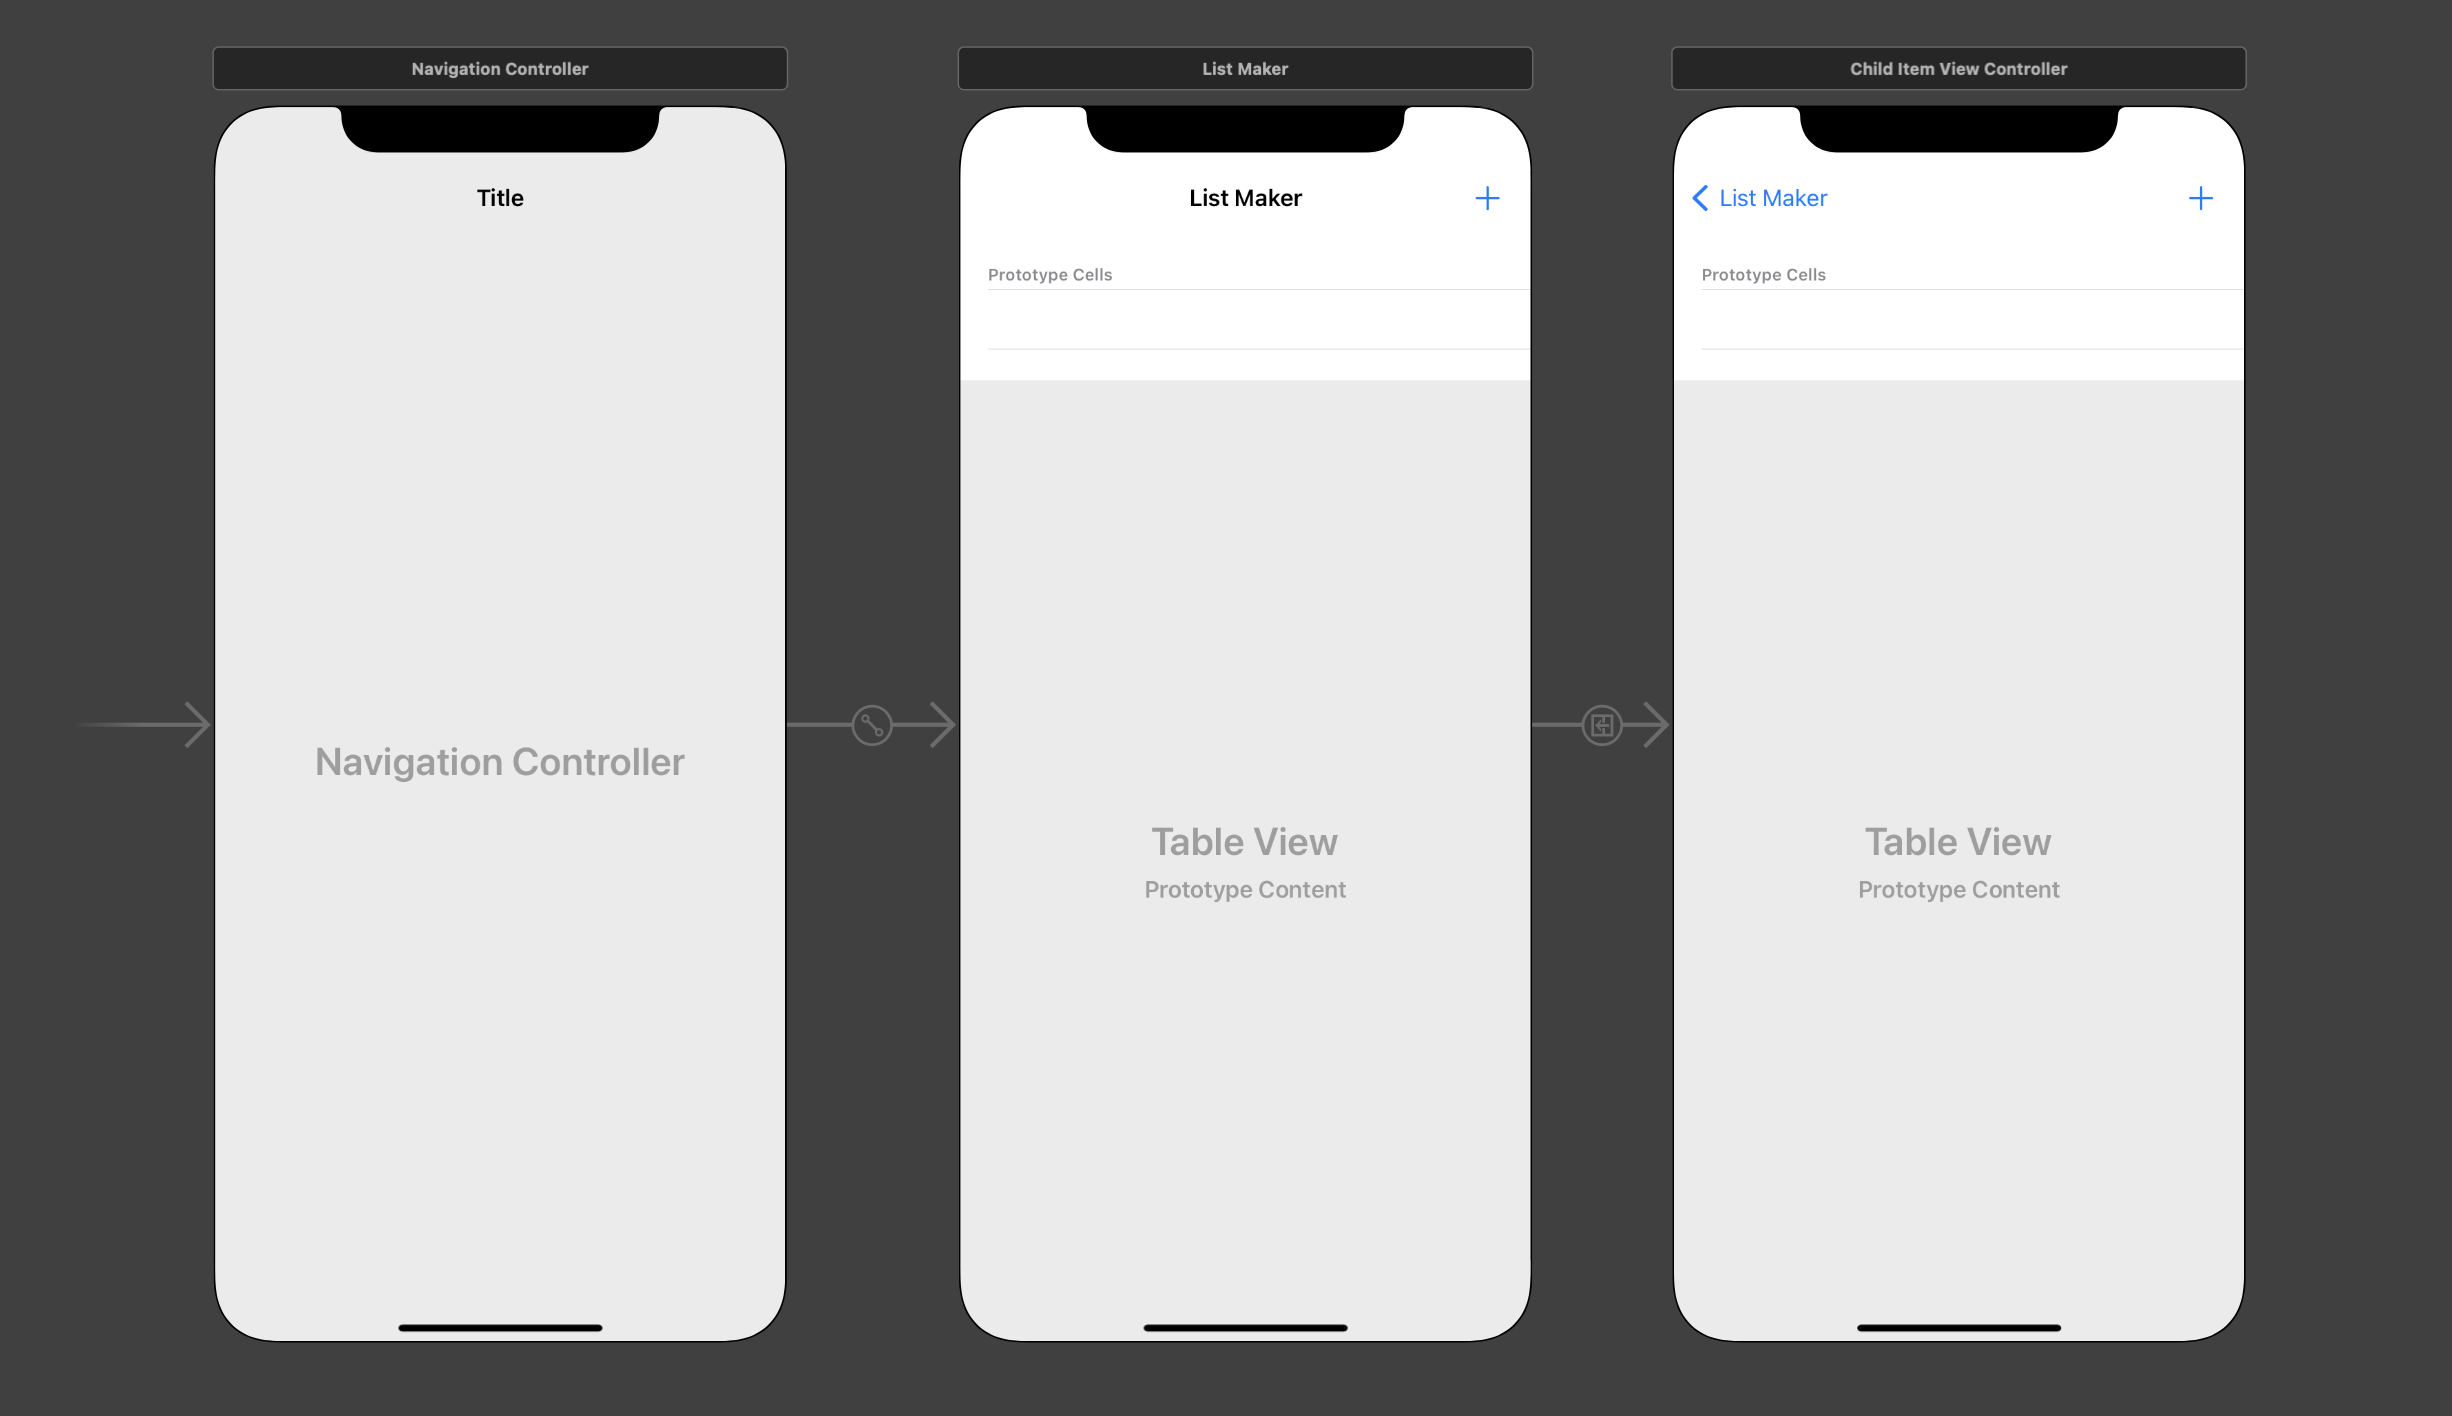 Navigation Controller
Title
Navigation Controller
List Maker
List Maker
Prototype Cells
Table View
Prototype Content
Child Item View Controller
List Maker
Prototype Cells
Table View
Prototype Content